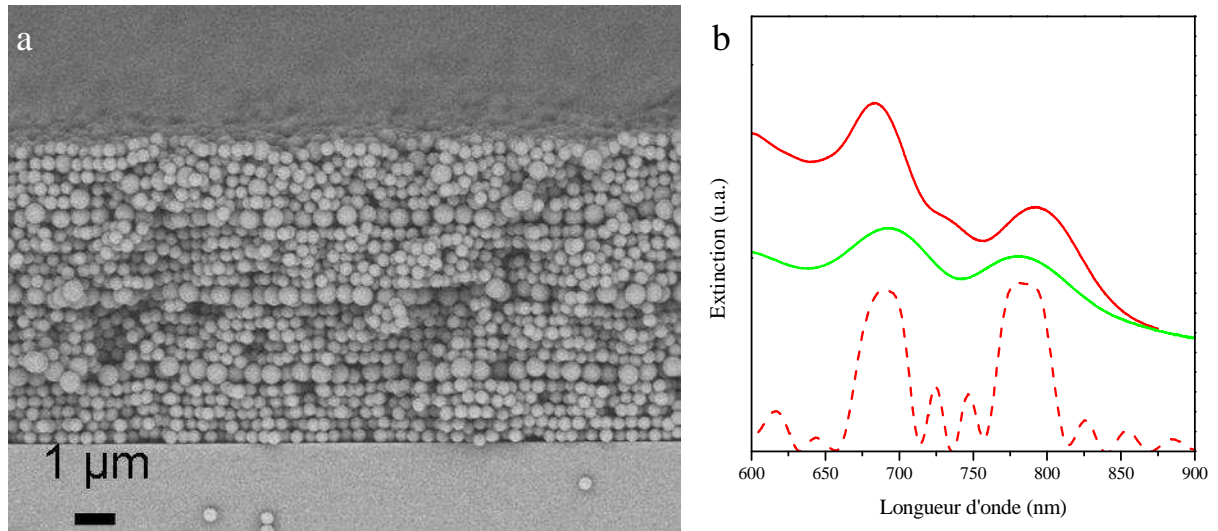 a
1 μm
b
Extinction (u.a.)
600 650 700 750 800 850 900
Longueur d'onde (nm)